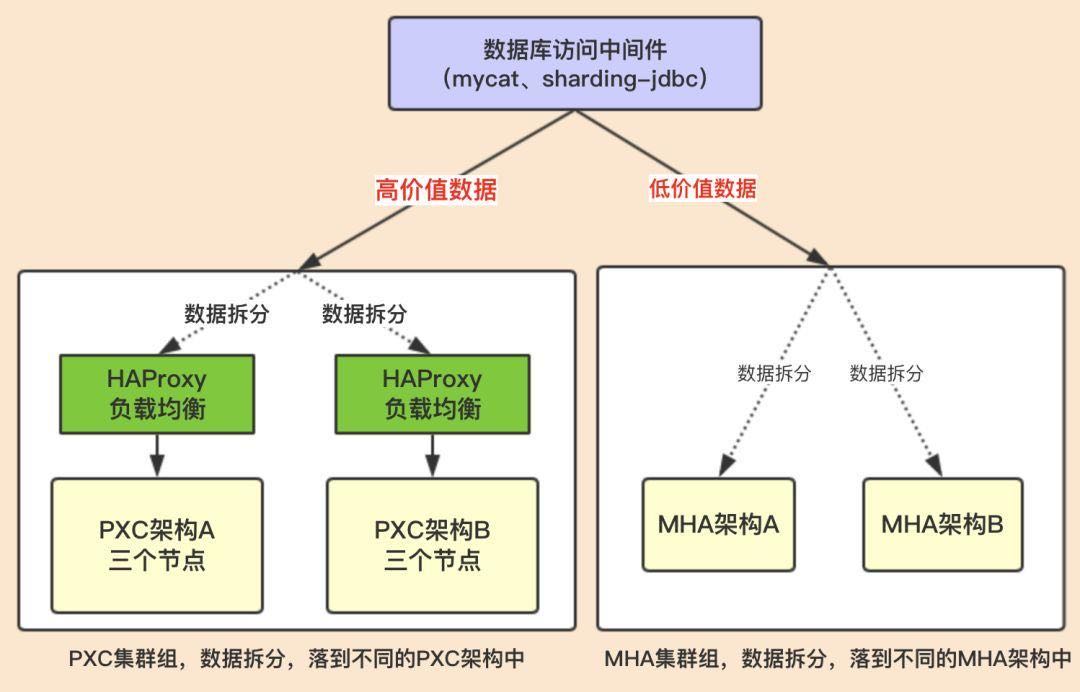 数据库访问中间件
（mycat、sharding-jdbc）
高价值数据
低价值数据
数据拆分
数据拆分
HAProxy
负载均衡
HAProxy
负载均衡
数据拆分
数据拆分
PXC架构A
三个节点
PXC架构B
三个节点
MHA架构A
MHA架构B
PXC集群组，数据拆分，落到不同的PXC架构中
MHA集群组，数据拆分，落到不同的MHA架构中